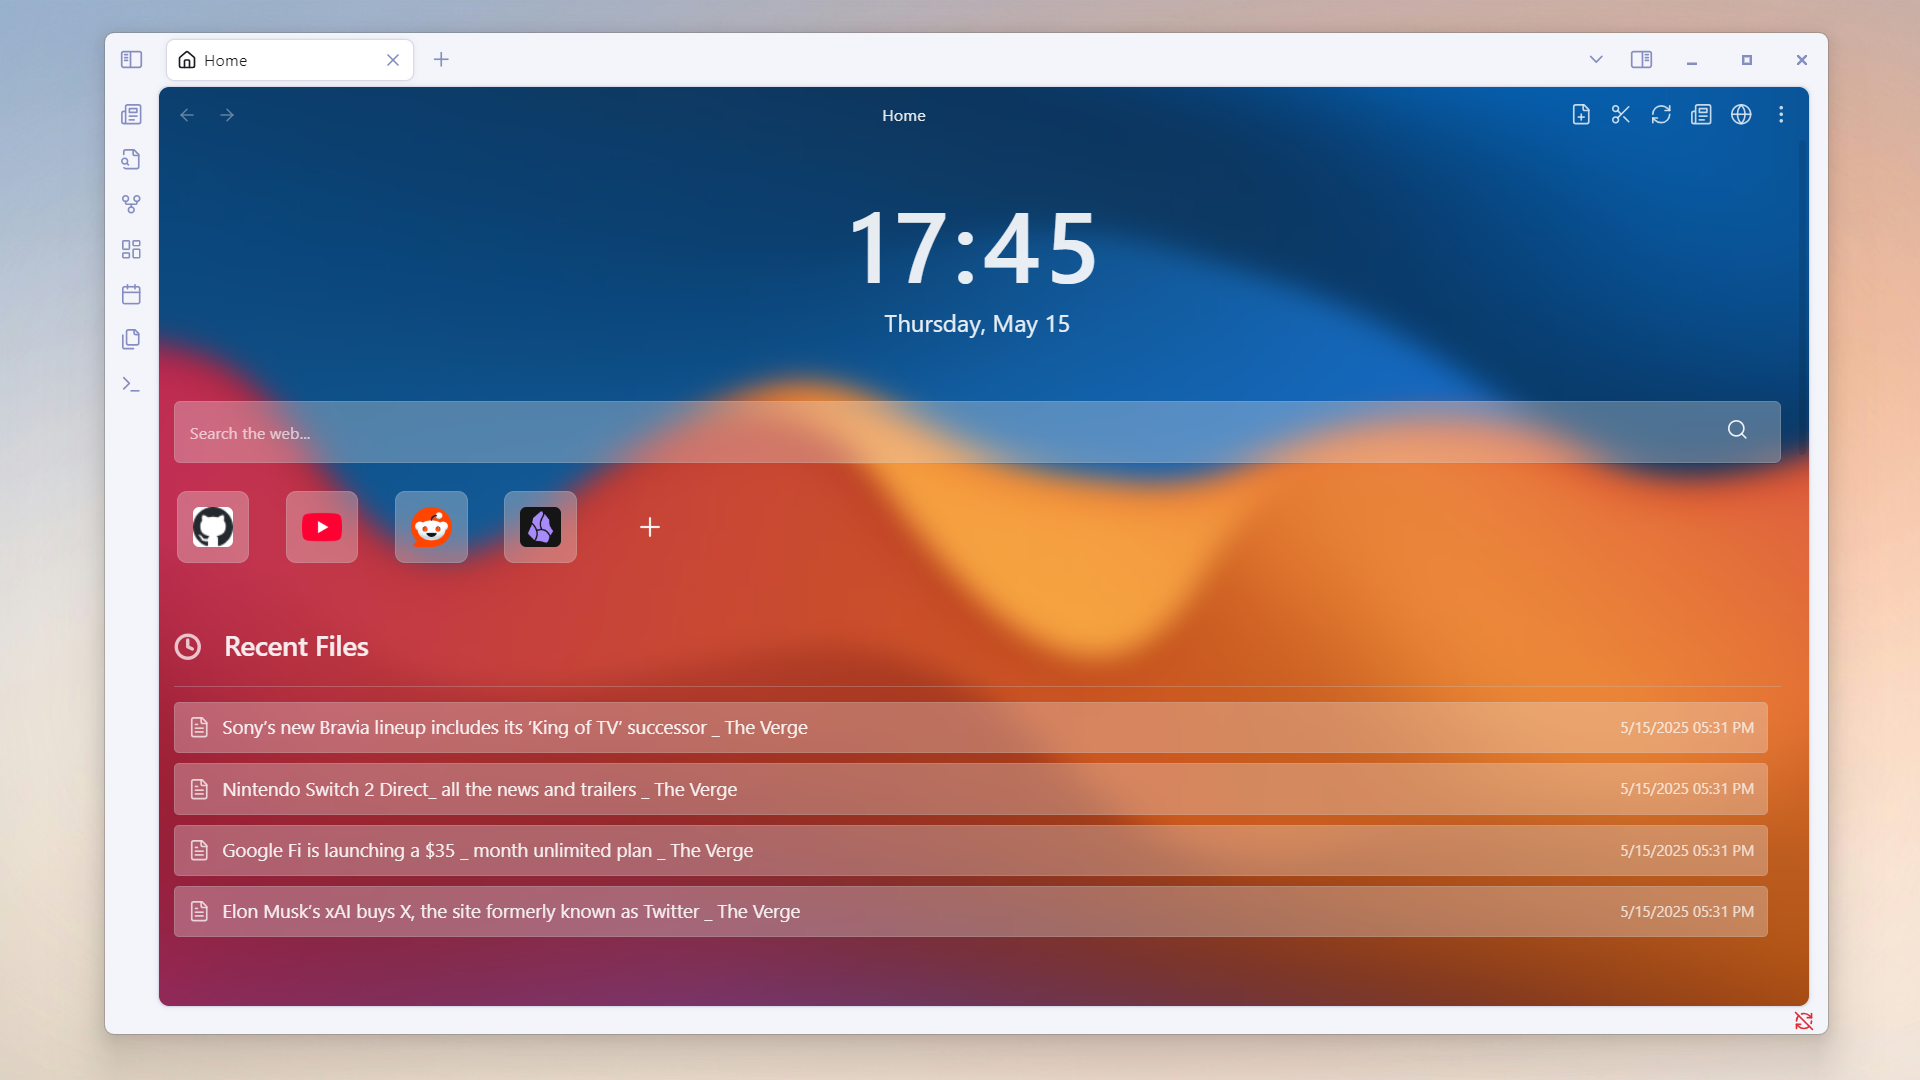 Home
Home
17:45
Thursday, May 15
Search the web...
Recent Files
Sony’s new Bravia lineup includes its ‘King of TV’ successor _ The Verge 5/15/2025 05:31 PM
Nintendo Switch 2 Direct_ all the news and trailers _ The Verge 5/15/2025 05:31 PM
Google Fi is launching a $35 _ month unlimited plan _ The Verge 5/15/2025 05:31 PM
Elon Musk’s xAI buys X, the site formerly known as Twitter _ The Verge 5/15/2025 05:31 PM